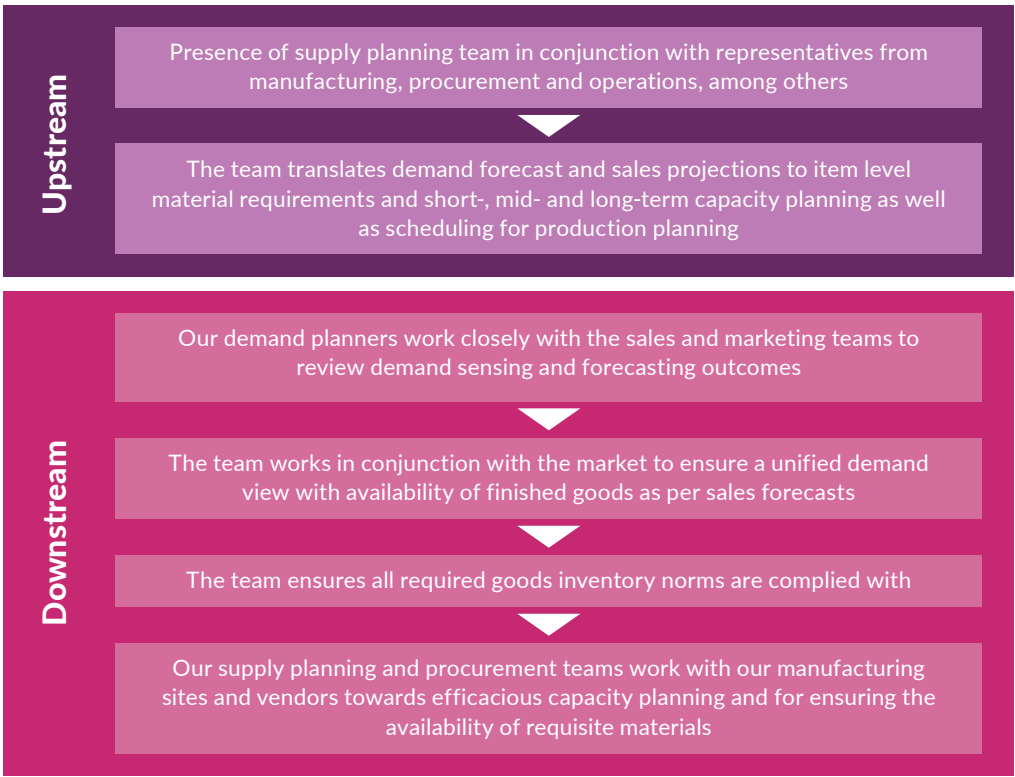 Upstream
Presence of supply planning team in conjunction with representatives from
manufacturing, procurement and operations, among others
The team translates demand forecast and sales projections to item level
material requirements and short-, mid- and long-term capacity planning as well
as scheduling for production planning
Downstream
Our demand planners work closely with the sales and marketing teams to
review demand sensing and forecasting outcomes
The team works in conjunction with the market to ensure a unified demand
view with availability of finished goods as per sales forecasts
The team ensures all required goods inventory norms are complied with
Our supply planning and procurement teams work with our manufacturing
sites and vendors towards efficacious capacity planning and for ensuring the
availability of requisite materials